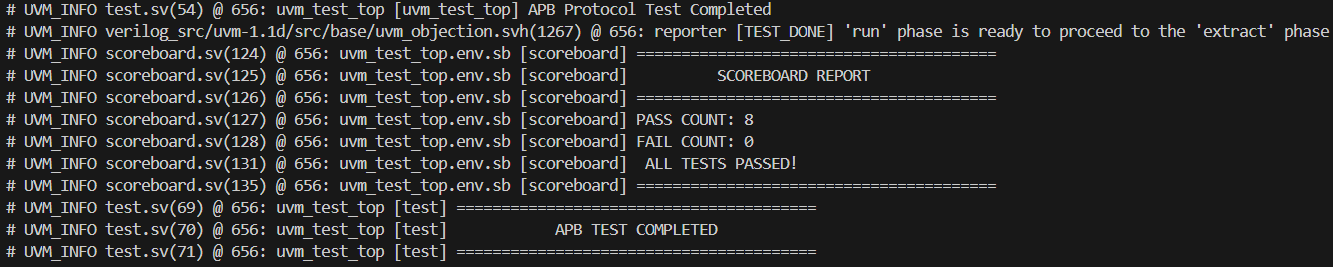 # UVM_INFO test.sv(54) @ 656: uvm_test_top [uvm_test_top] APB Protocol Test Completed
# UVM_INFO verilog_src/uvm-1.1d/src/base/uvm_objection.svh(1267) @ 656: reporter [TEST_DONE] 'run' phase is ready to proceed to the 'extract' phase
# UVM_INFO scoreboard.sv(124) @ 656: uvm_test_top.env.sb [scoreboard] ========================================
# UVM_INFO scoreboard.sv(125) @ 656: uvm_test_top.env.sb [scoreboard]          SCOREBOARD REPORT
# UVM_INFO scoreboard.sv(126) @ 656: uvm_test_top.env.sb [scoreboard] ========================================
# UVM_INFO scoreboard.sv(127) @ 656: uvm_test_top.env.sb [scoreboard] PASS COUNT: 8
# UVM_INFO scoreboard.sv(128) @ 656: uvm_test_top.env.sb [scoreboard] FAIL COUNT: 0
# UVM_INFO scoreboard.sv(131) @ 656: uvm_test_top.env.sb [scoreboard]  ALL TESTS PASSED!
# UVM_INFO scoreboard.sv(135) @ 656: uvm_test_top.env.sb [scoreboard] ========================================
# UVM_INFO test.sv(69) @ 656: uvm_test_top [test] ========================================
# UVM_INFO test.sv(70) @ 656: uvm_test_top [test]            APB TEST COMPLETED
# UVM_INFO test.sv(71) @ 656: uvm_test_top [test] ========================================